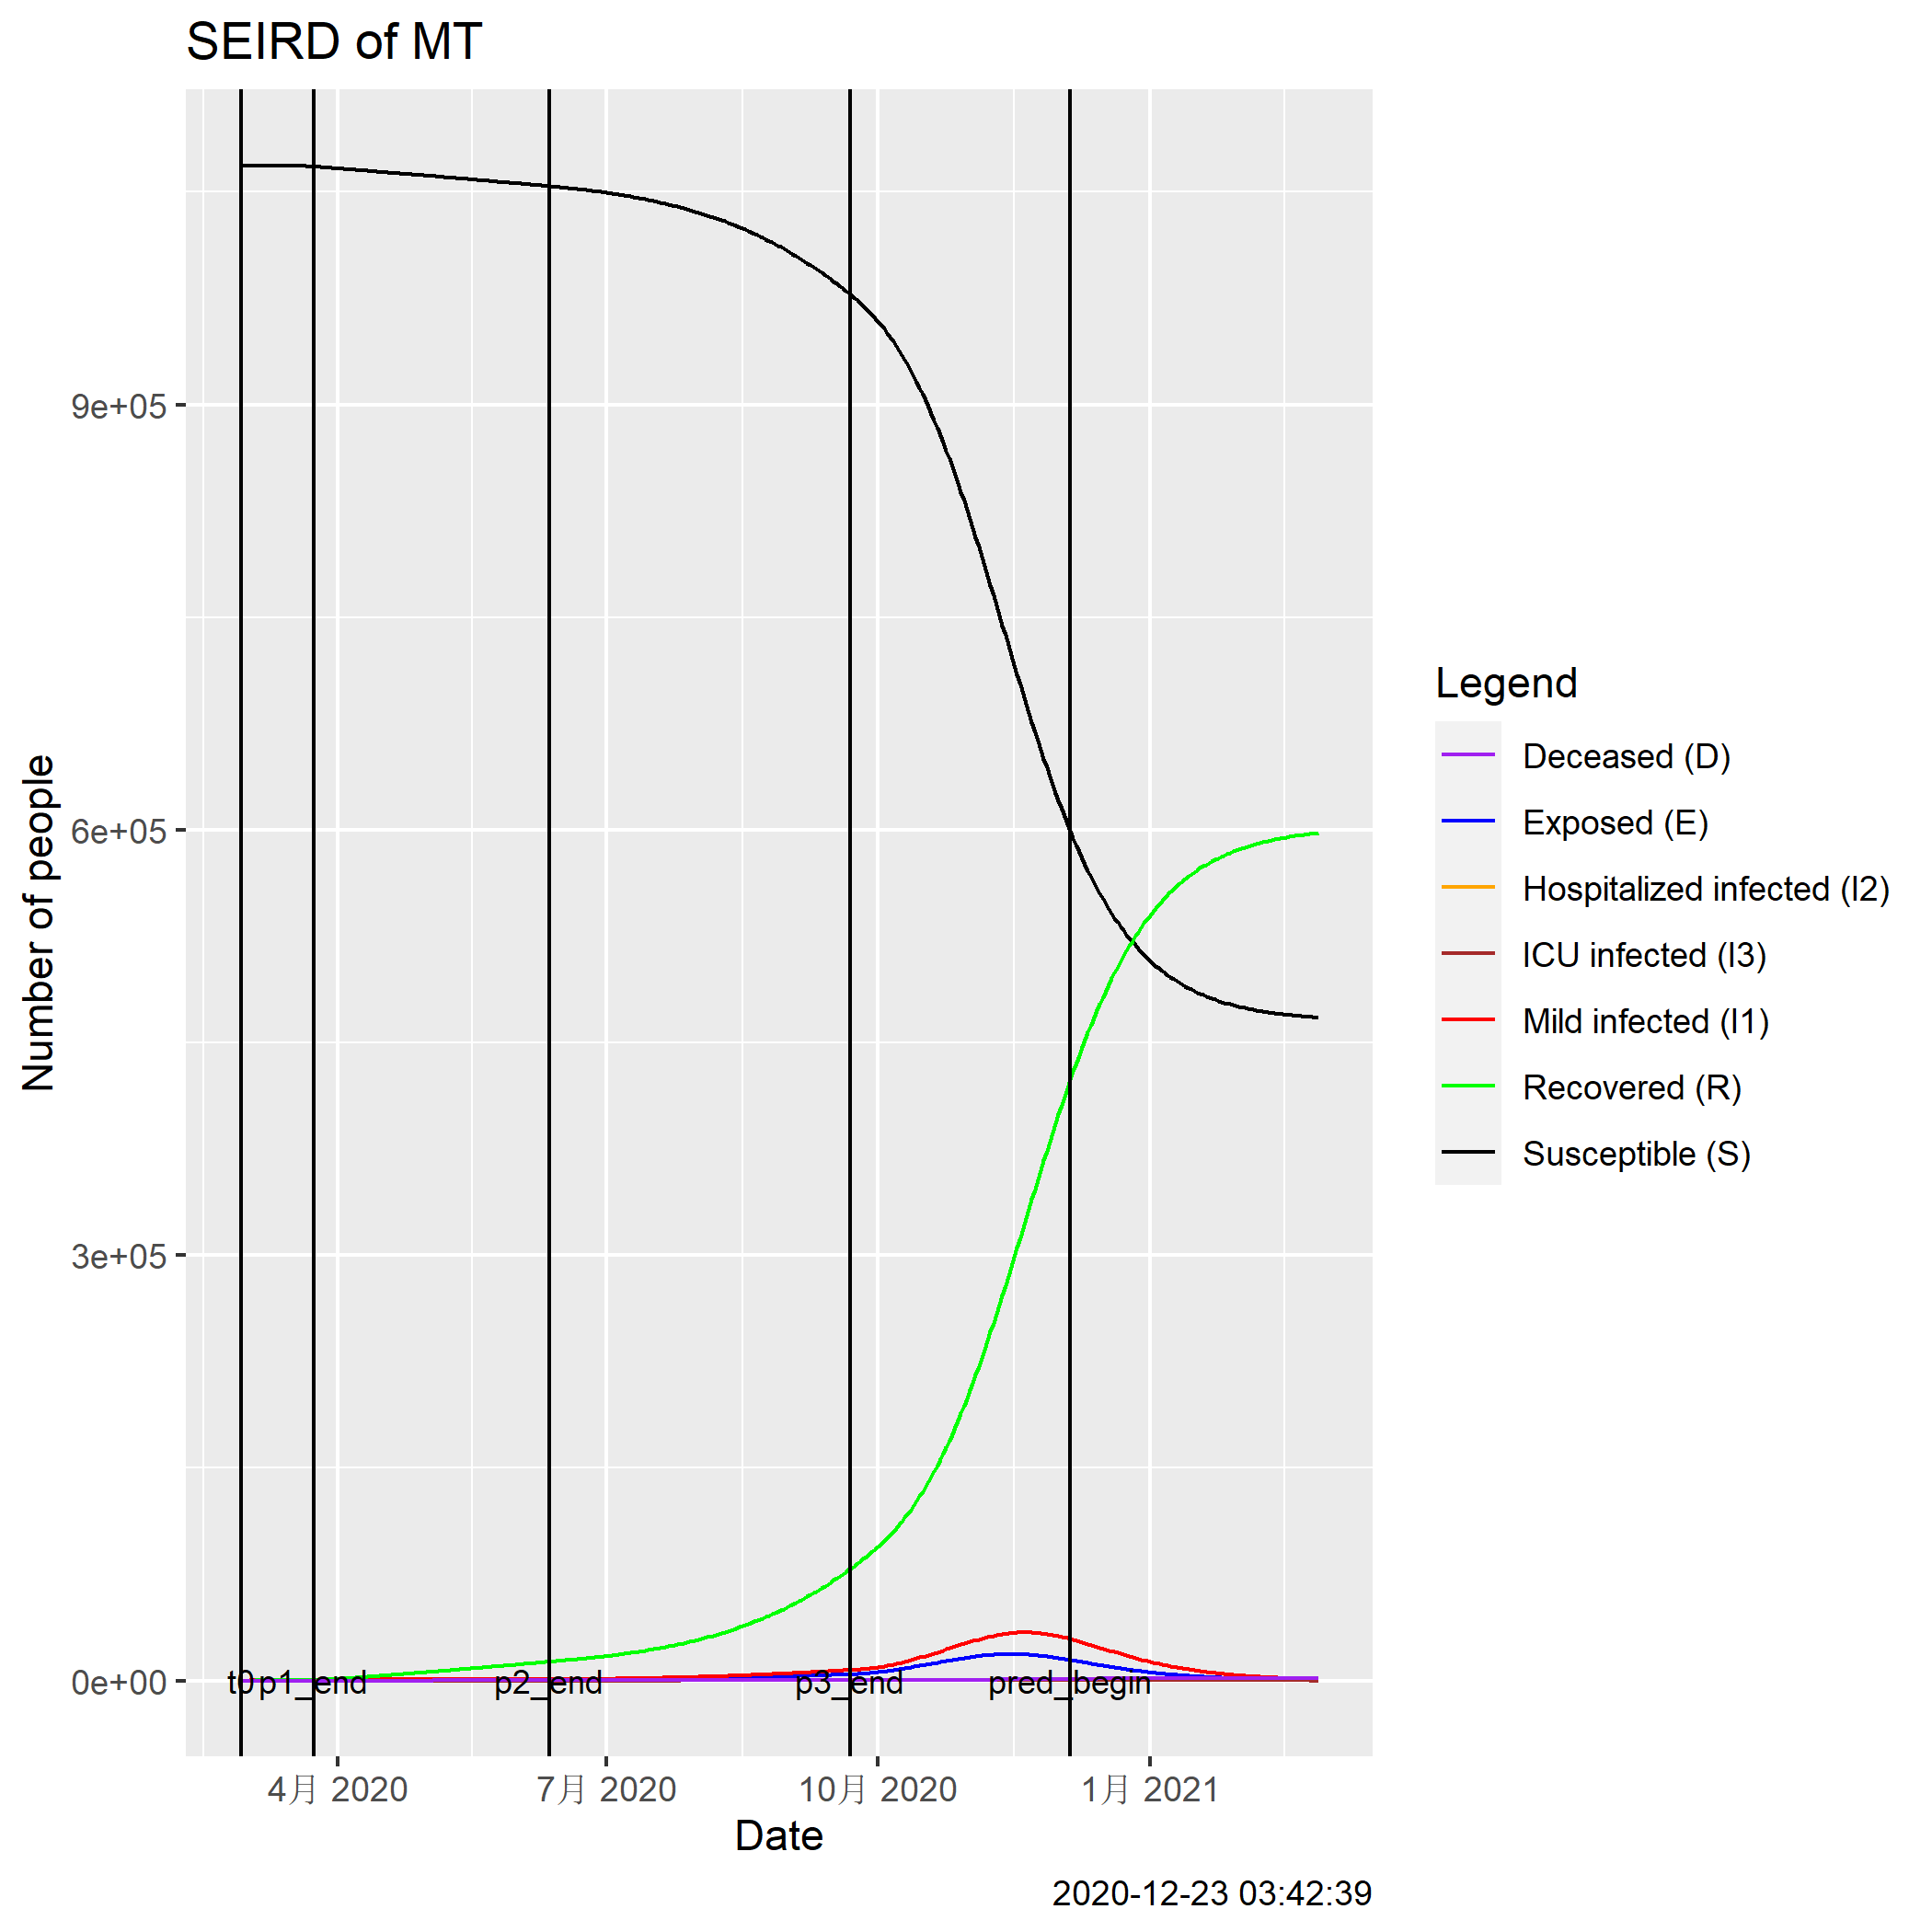 SEIRD of MT
Number of people
9e+05
6e+05
3e+05
0e+00
t0
p1_end
p2_end
p3_end
pred_begin
4月 2020
7月 2020
10月 2020
1月 2021
Date
Legend
Deceased (D)
Exposed (E)
Hospitalized infected (I2)
ICU infected (I3)
Mild infected (I1)
Recovered (R)
Susceptible (S)
2020-12-23 03:42:39